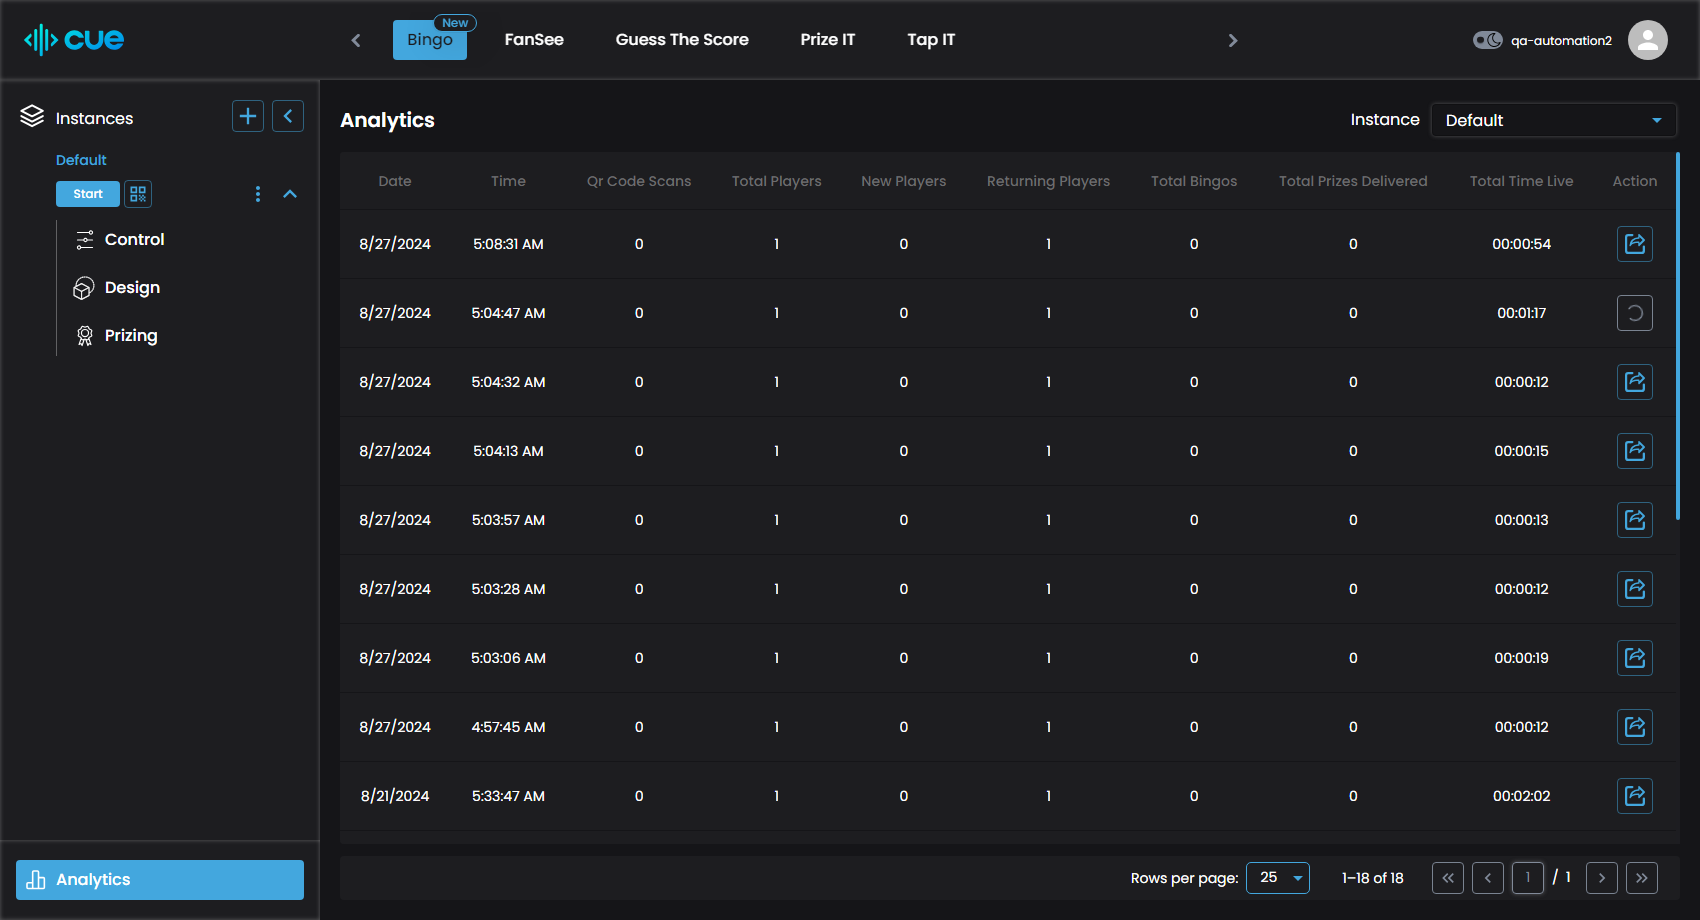 cue
Bingo
New
FanSee
Guess The Score
Prize IT
Tap IT
qa-automation2
Instances
Default
Start
Control
Design
Prizing
Analytics
Analytics
Instance
Default
Date Time Qr Code Scans Total Players New Players Returning Players Total Bingos Total Prizes Delivered Total Time Live Action
8/27/2024 5:08:31 AM 0 1 0 1 0 0 00:00:54
8/27/2024 5:04:47 AM 0 1 0 1 0 0 00:01:17
8/27/2024 5:04:32 AM 0 1 0 1 0 0 00:00:12
8/27/2024 5:04:13 AM 0 1 0 1 0 0 00:00:15
8/27/2024 5:03:57 AM 0 1 0 1 0 0 00:00:13
8/27/2024 5:03:28 AM 0 1 0 1 0 0 00:00:12
8/27/2024 5:03:06 AM 0 1 0 1 0 0 00:00:19
8/27/2024 4:57:45 AM 0 1 0 1 0 0 00:00:12
8/21/2024 5:33:47 AM 0 1 0 1 0 0 00:02:02
Rows per page: 25 1–18 of 18 1 / 1